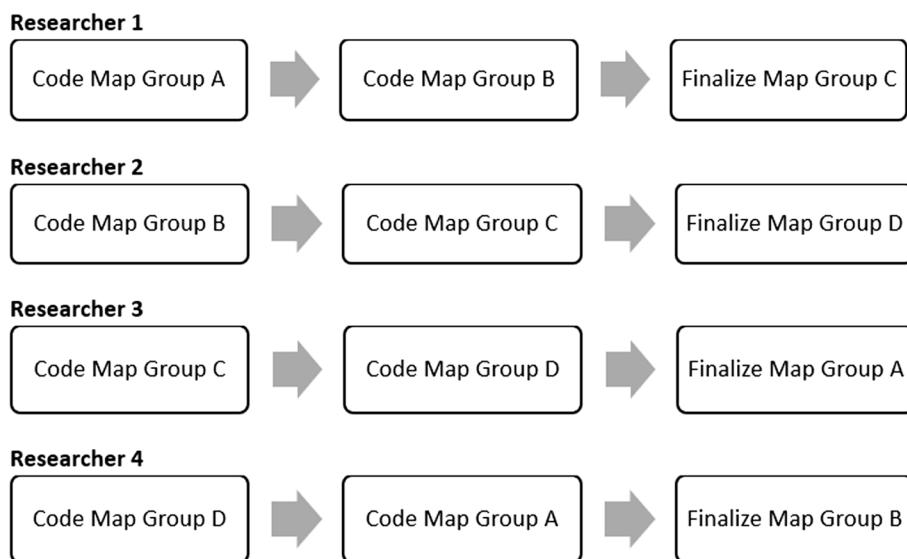 Researcher 1
Code Map Group A
Code Map Group B
Finalize Map Group C
Researcher 2
Code Map Group B
Code Map Group C
Finalize Map Group D
Researcher 3
Code Map Group C
Code Map Group D
Finalize Map Group A
Researcher 4
Code Map Group D
Code Map Group A
Finalize Map Group B